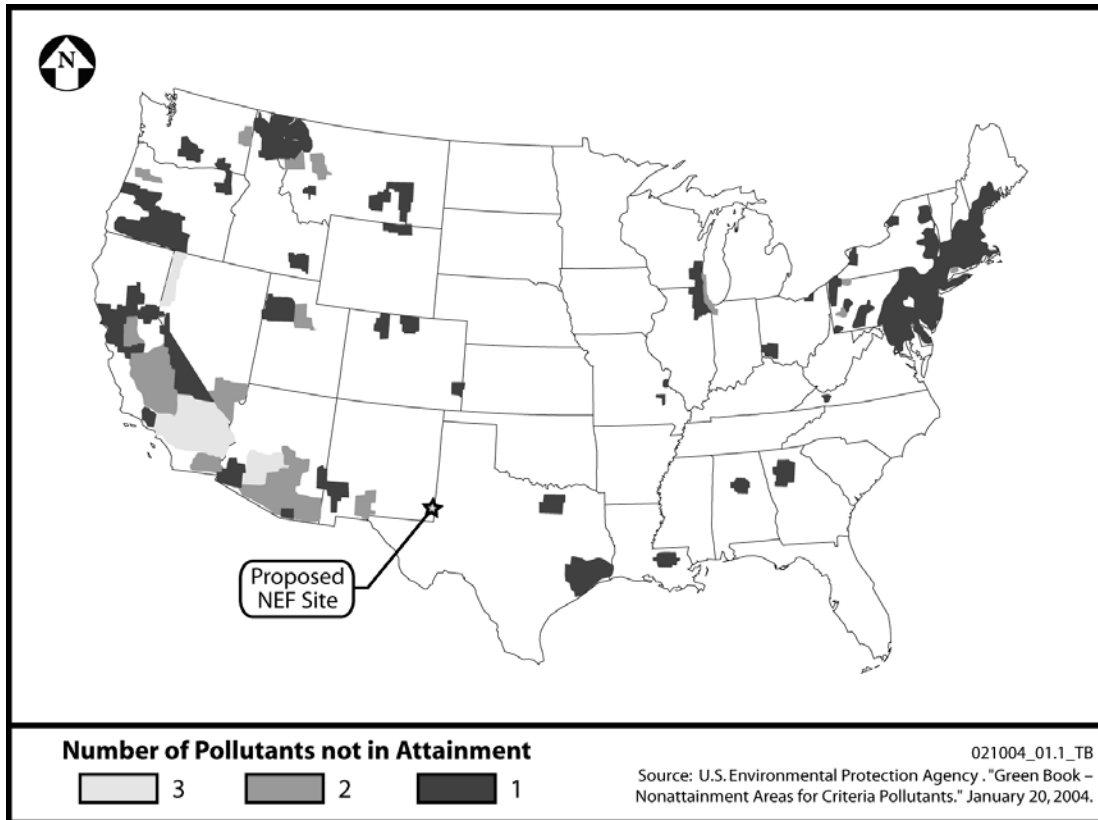 N
Proposed
NEF Site
Number of Pollutants not in Attainment
3
2
1
021004_01.1_TB
Source: U.S. Environmental Protection Agency . "Green Book –
Nonattainment Areas for Criteria Pollutants." January 20, 2004.